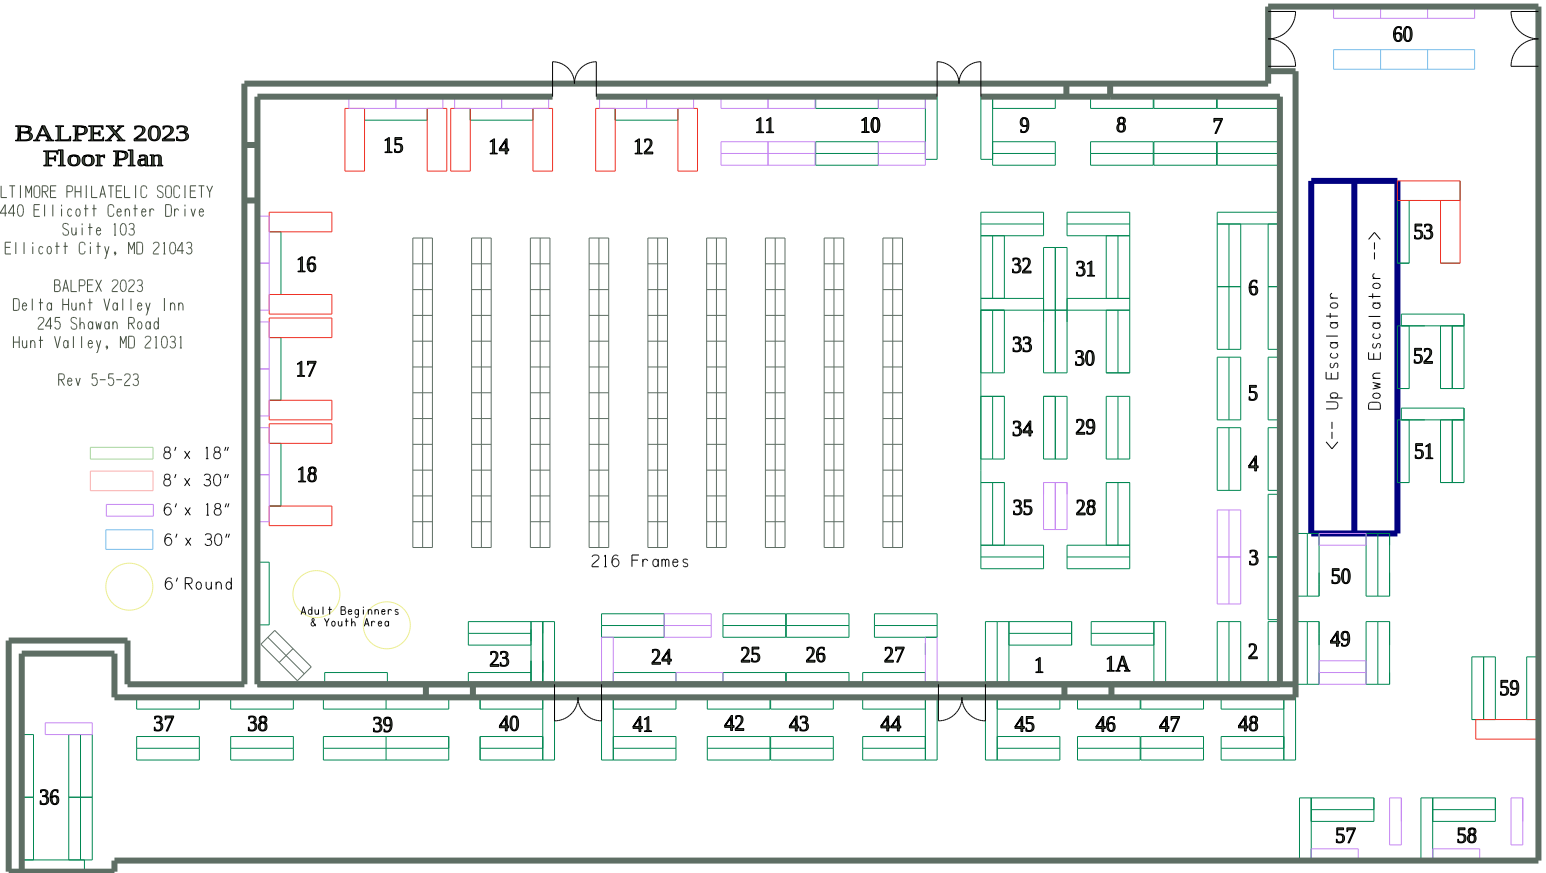 BALPEX 2023
Floor Plan
LTIMORE PHILATELIC SOCIETY
440 Ellicott Center Drive
Suite 103
Ellicott City, MD 21043
BALPEX 2023
Delta Hunt Valley Inn
245 Shawan Road
Hunt Valley, MD 21031
Rev 5-5-23
8' x 18"
8' x 30"
6' x 18"
6' x 30"
6' Round
60
15
14
12
11
10
9
8
7
16
17
18
32
31
33
30
34
29
35
28
6
5
4
3
2
<-- Up Escalator
Down Escalator -->
53
52
51
50
49
59
216 Frames
Adult Beginners
& Youth Area
23
24
25
26
27
1
1A
37
38
39
40
41
42
43
44
45
46
47
48
36
57
58